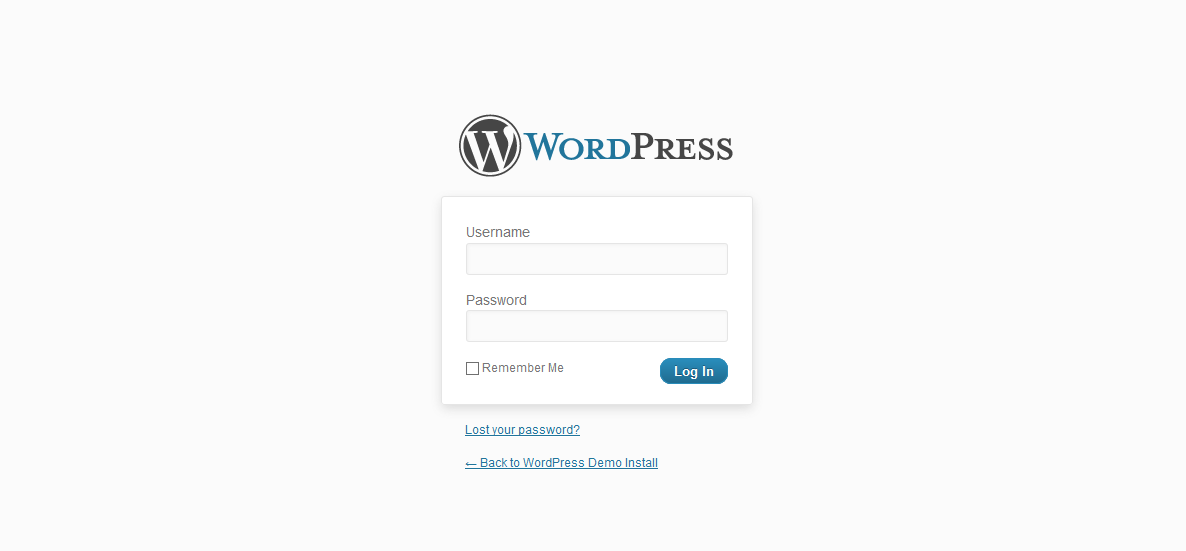 WORDPRESS
Username
Password
Remember Me
Log In
Lost your password?
← Back to WordPress Demo Install